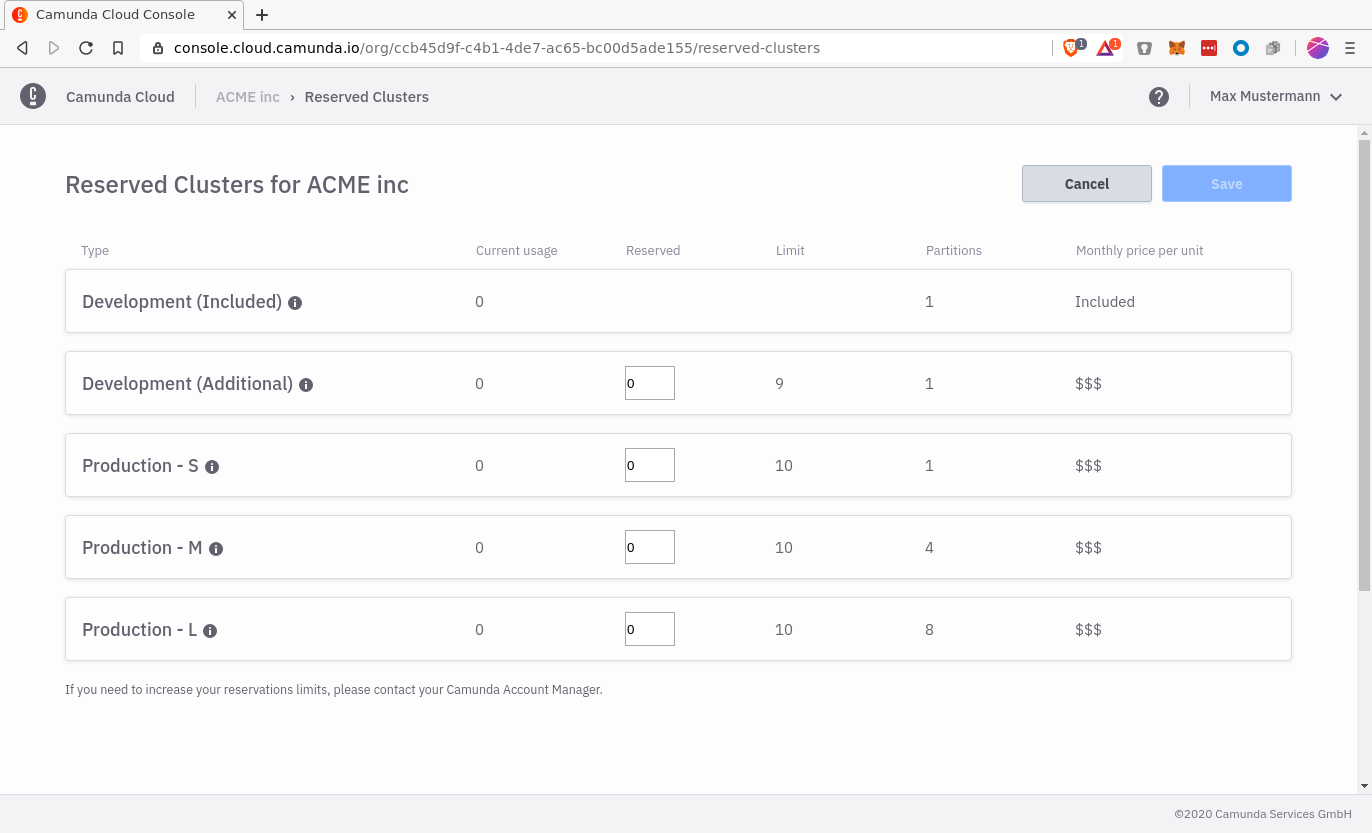 Camunda Cloud Console
console.cloud.camunda.io/org/ccb45d9f-c4b1-4de7-ac65-bc00d5ade155/reserved-clusters
1
1
Camunda Cloud
ACME inc › Reserved Clusters
Max Mustermann
Reserved Clusters for ACME inc
Cancel
Save
Type Current usage Reserved Limit Partitions Monthly price per unit
Development (Included) 0 1 Included
Development (Additional) 0 0 9 1 $$$
Production - S 0 0 10 1 $$$
Production - M 0 0 10 4 $$$
Production - L 0 0 10 8 $$$
If you need to increase your reservations limits, please contact your Camunda Account Manager.
©2020 Camunda Services GmbH